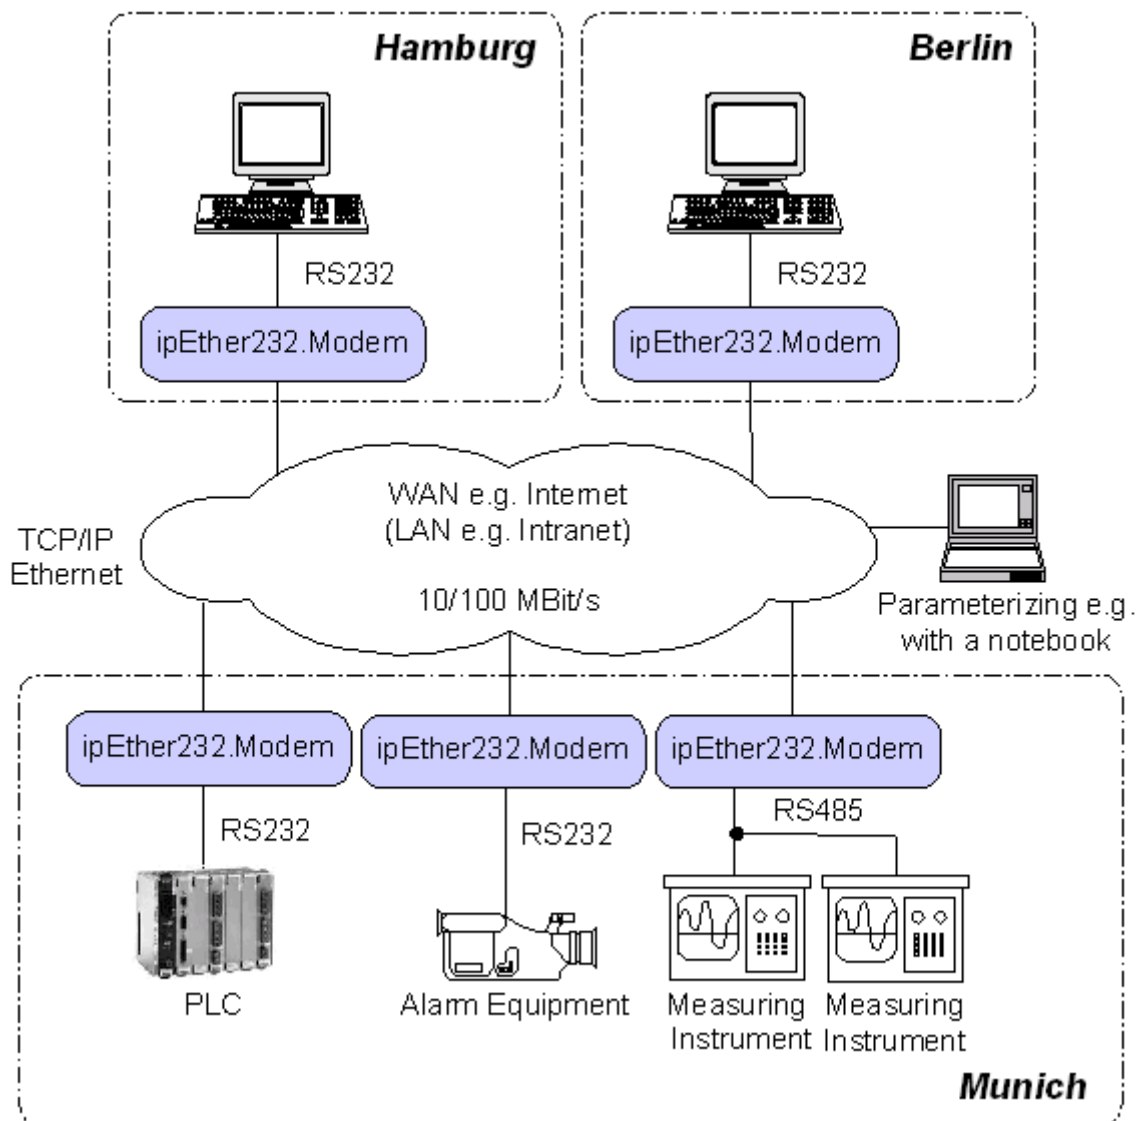 Hamburg
Berlin
RS232
RS232
ipEther232.Modem
ipEther232.Modem
WAN e.g. Internet
(LAN e.g. Intranet)
10/100 MBit/s
TCP/IP
Ethernet
Parameterizing e.g.
with a notebook
ipEther232.Modem
ipEther232.Modem
ipEther232.Modem
RS232
RS232
RS485
PLC
Alarm Equipment
Measuring
Instrument
Measuring
Instrument
Munich